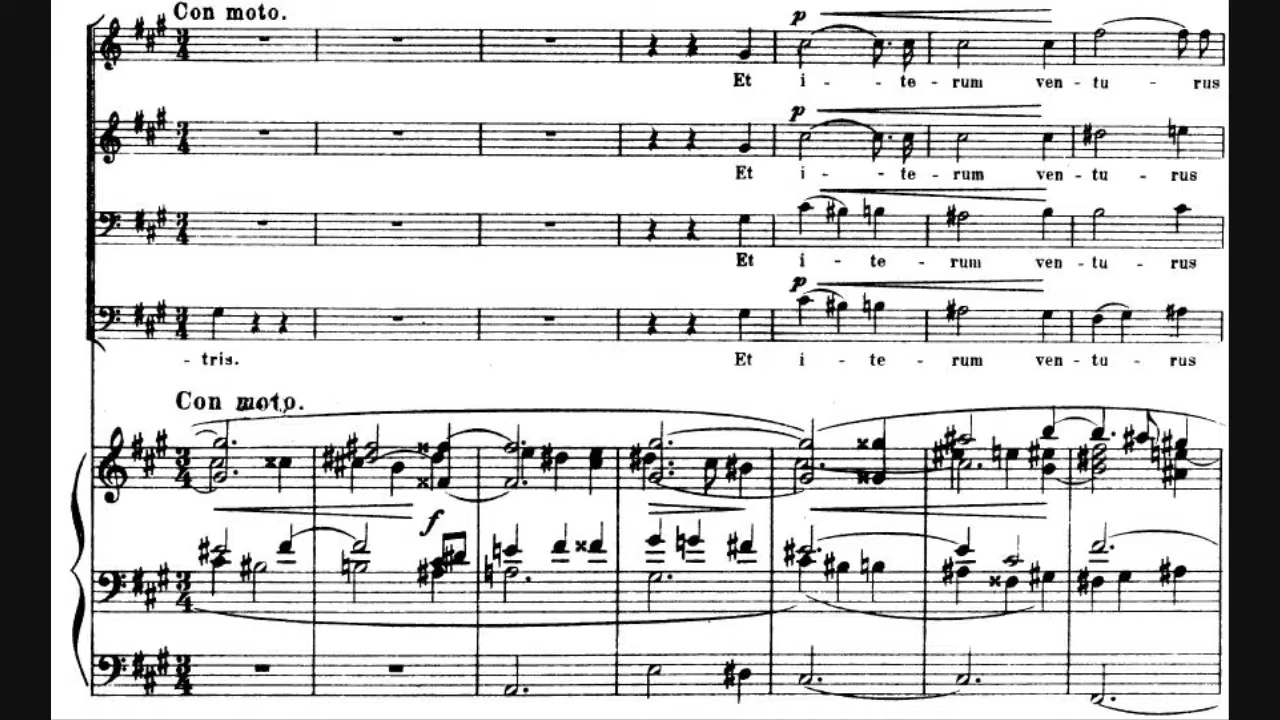 Con moto.
p
Et i - - te - rum ven - tu - rus
p
Et i - - te - rum ven - tu - rus
Et i - te - rum ven - tu - rus
p
- tris. Et i - te - rum ven - tu - rus
Con moto.
f